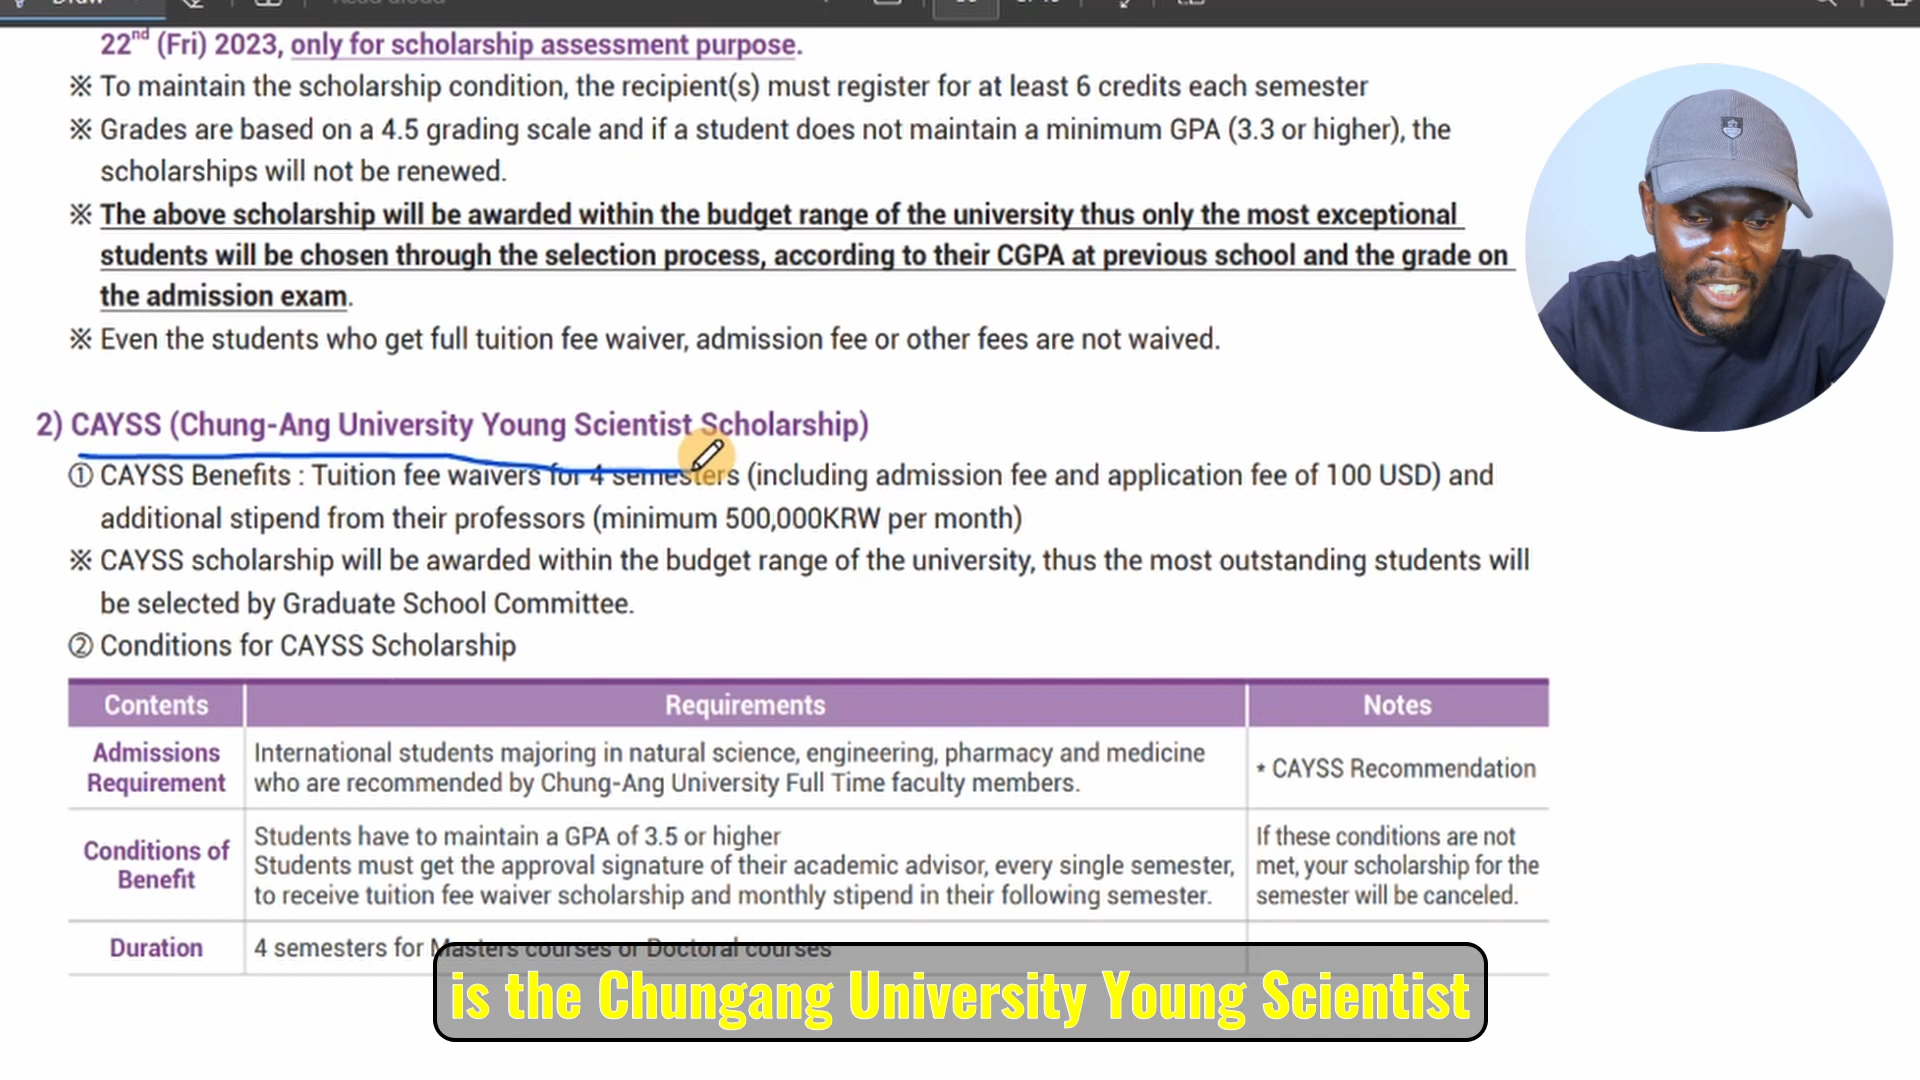 Draw
Read aloud
22nd (Fri) 2023, only for scholarship assessment purpose.
※ To maintain the scholarship condition, the recipient(s) must register for at least 6 credits each semester
※ Grades are based on a 4.5 grading scale and if a student does not maintain a minimum GPA (3.3 or higher), the
scholarships will not be renewed.
※ The above scholarship will be awarded within the budget range of the university thus only the most exceptional
students will be chosen through the selection process, according to their CGPA at previous school and the grade on
the admission exam.
※ Even the students who get full tuition fee waiver, admission fee or other fees are not waived.
2) CAYSS (Chung-Ang University Young Scientist Scholarship)
① CAYSS Benefits : Tuition fee waivers for 4 semesters (including admission fee and application fee of 100 USD) and
additional stipend from their professors (minimum 500,000KRW per month)
※ CAYSS scholarship will be awarded within the budget range of the university, thus the most outstanding students will
be selected by Graduate School Committee.
② Conditions for CAYSS Scholarship
Contents Requirements Notes
Admissions Requirement
International students majoring in natural science, engineering, pharmacy and medicine
who are recommended by Chung-Ang University Full Time faculty members.
* CAYSS Recommendation
Conditions of Benefit
Students have to maintain a GPA of 3.5 or higher
Students must get the approval signature of their academic advisor, every single semester,
to receive tuition fee waiver scholarship and monthly stipend in their following semester.
If these conditions are not
met, your scholarship for the
semester will be canceled.
Duration 4 semesters for Masters courses or Doctoral courses
is the Chungang University Young Scientist